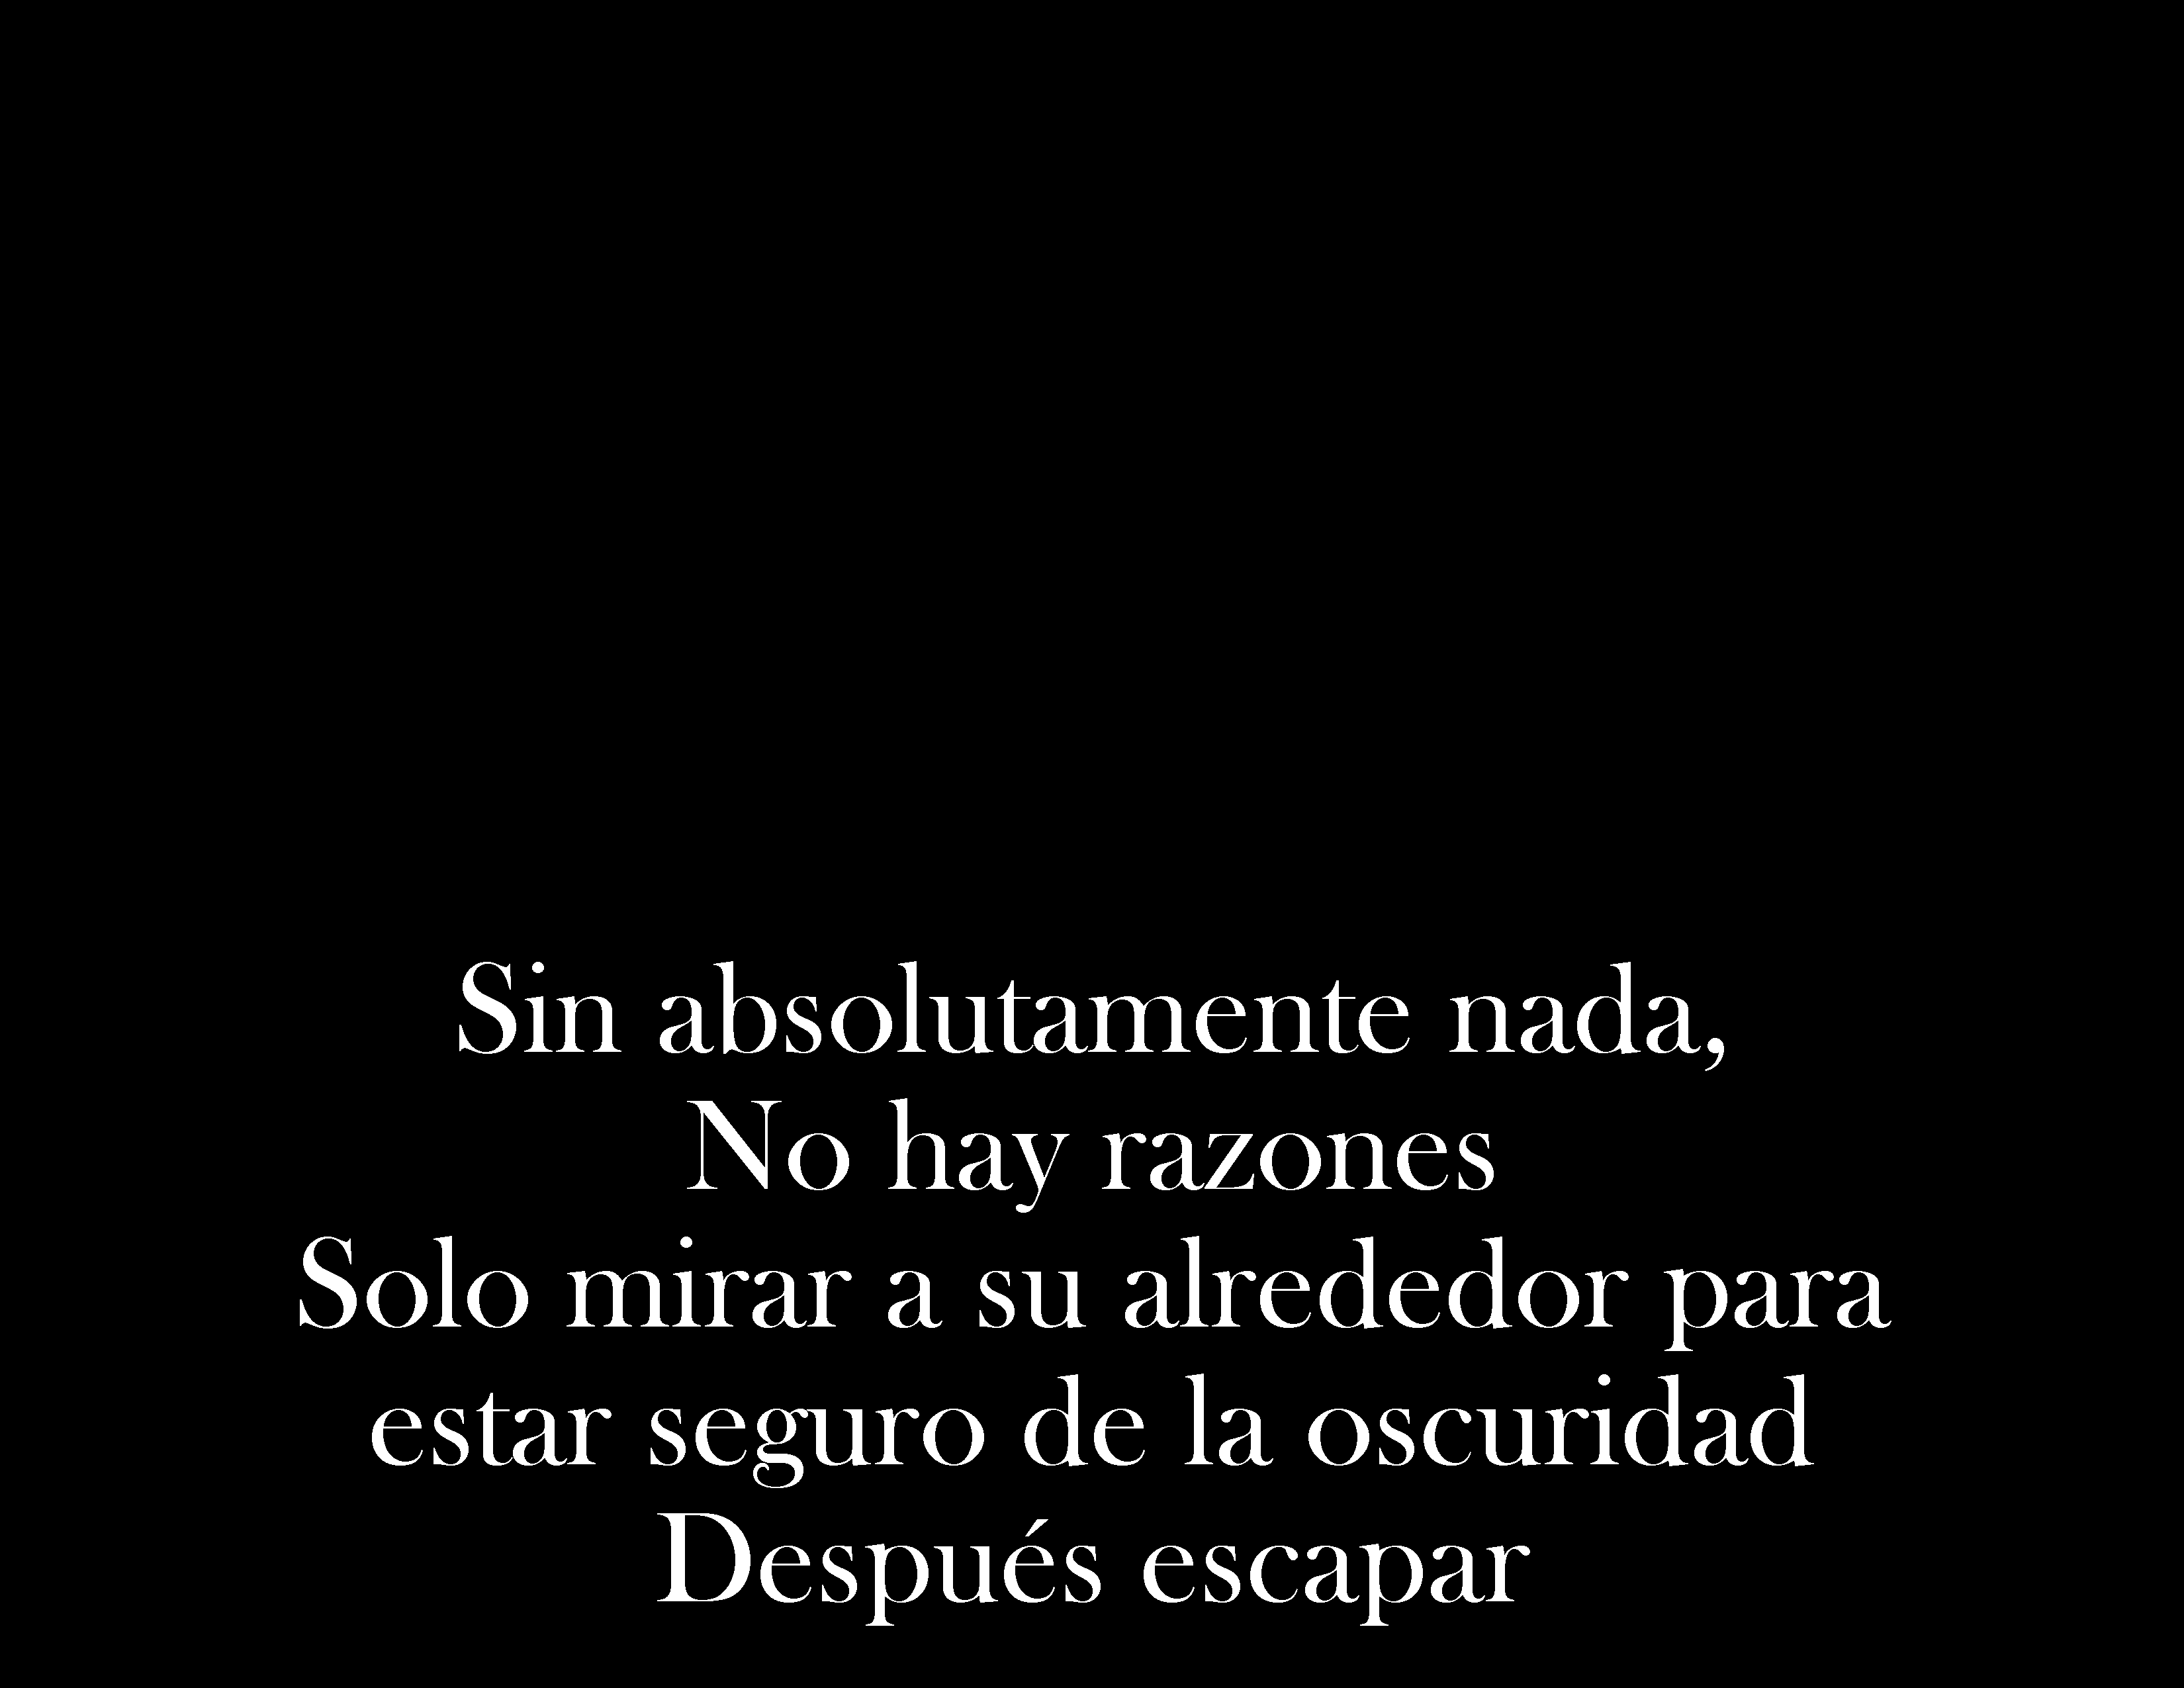 Sin absolutamente nada,
No hay razones
Solo mirar a su alrededor para
estar seguro de la oscuridad
Después escapar